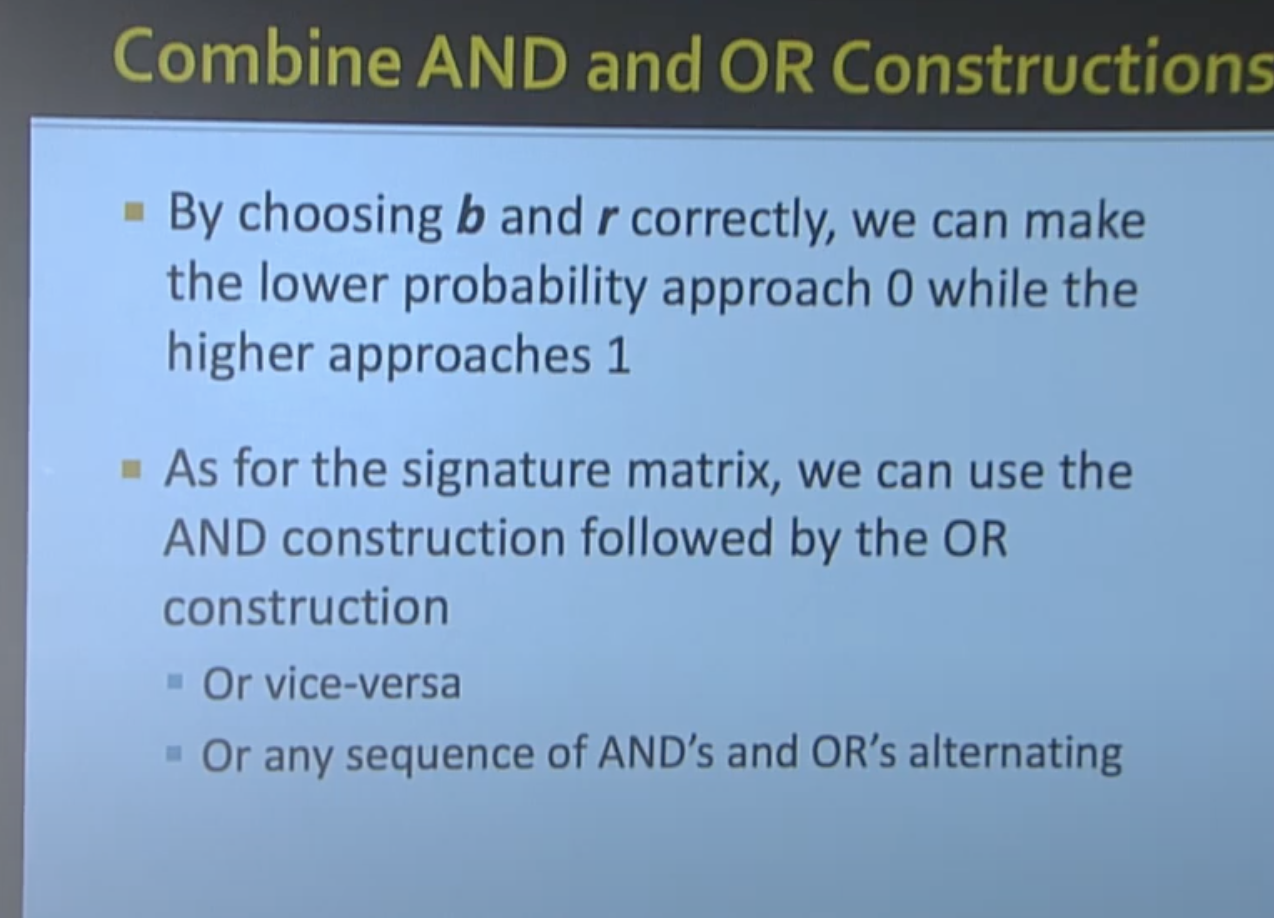 Combine AND and OR Constructions
By choosing b and r correctly, we can make
the lower probability approach 0 while the
higher approaches 1
As for the signature matrix, we can use the
AND construction followed by the OR
construction
Or vice-versa
Or any sequence of AND's and OR's alternating